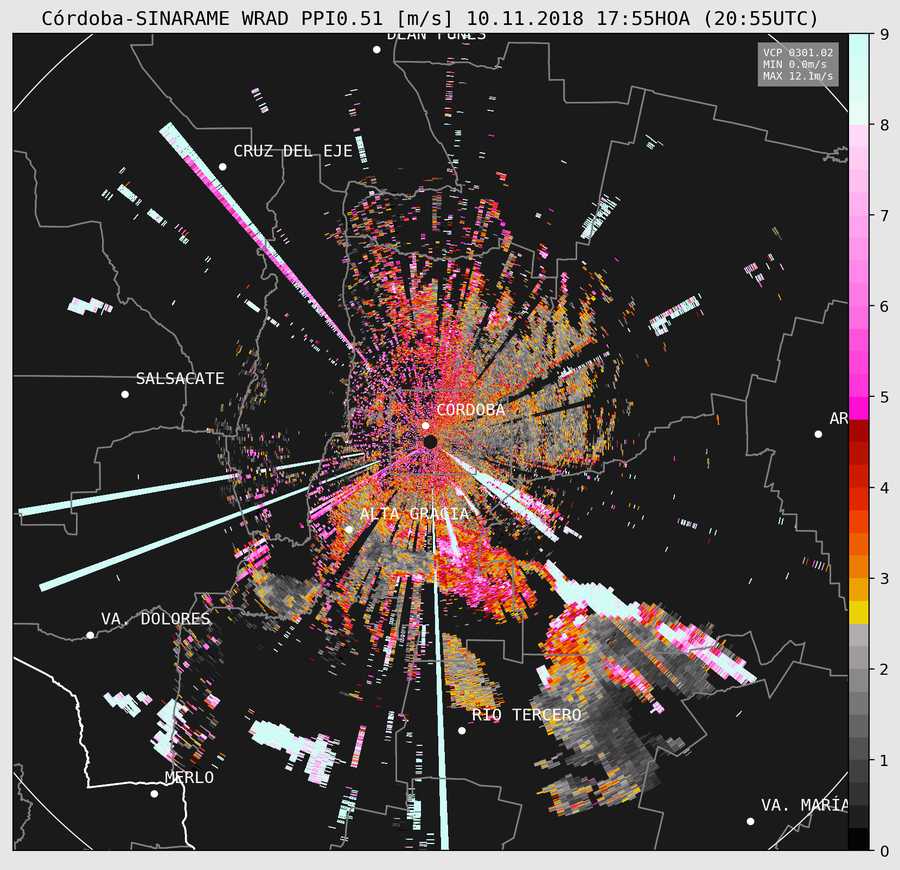 Córdoba-SINARAME WRAD PPI0.51 [m/s] 10.11.2018 17:55HOA (20:55UTC)
DEAN FUNES
VCP 0301.02
MIN 0.0m/s
MAX 12.1m/s
CRUZ DEL EJE
SALSACATE
CORDOBA
AR
ALTA GRACIA
VA. DOLORES
RIO TERCERO
MERLO
VA. MARÍA
9
8
7
6
5
4
3
2
1
0